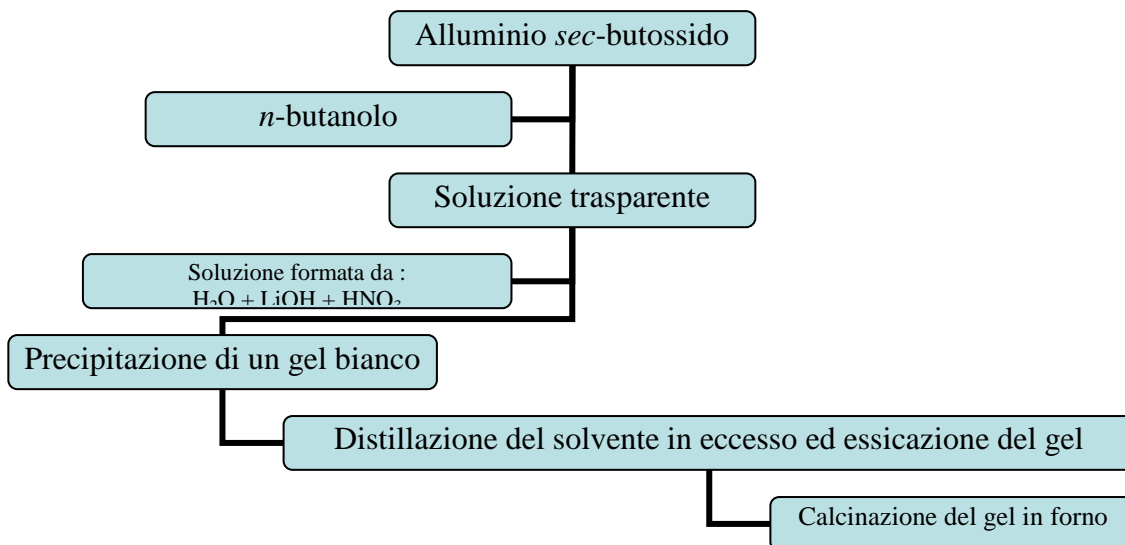 Alluminio sec-butossido
n-butanolo
Soluzione trasparente
Soluzione formata da :
H₂O + LiOH + HNO₃
Precipitazione di un gel bianco
Distillazione del solvente in eccesso ed essicazione del gel
Calcinazione del gel in forno